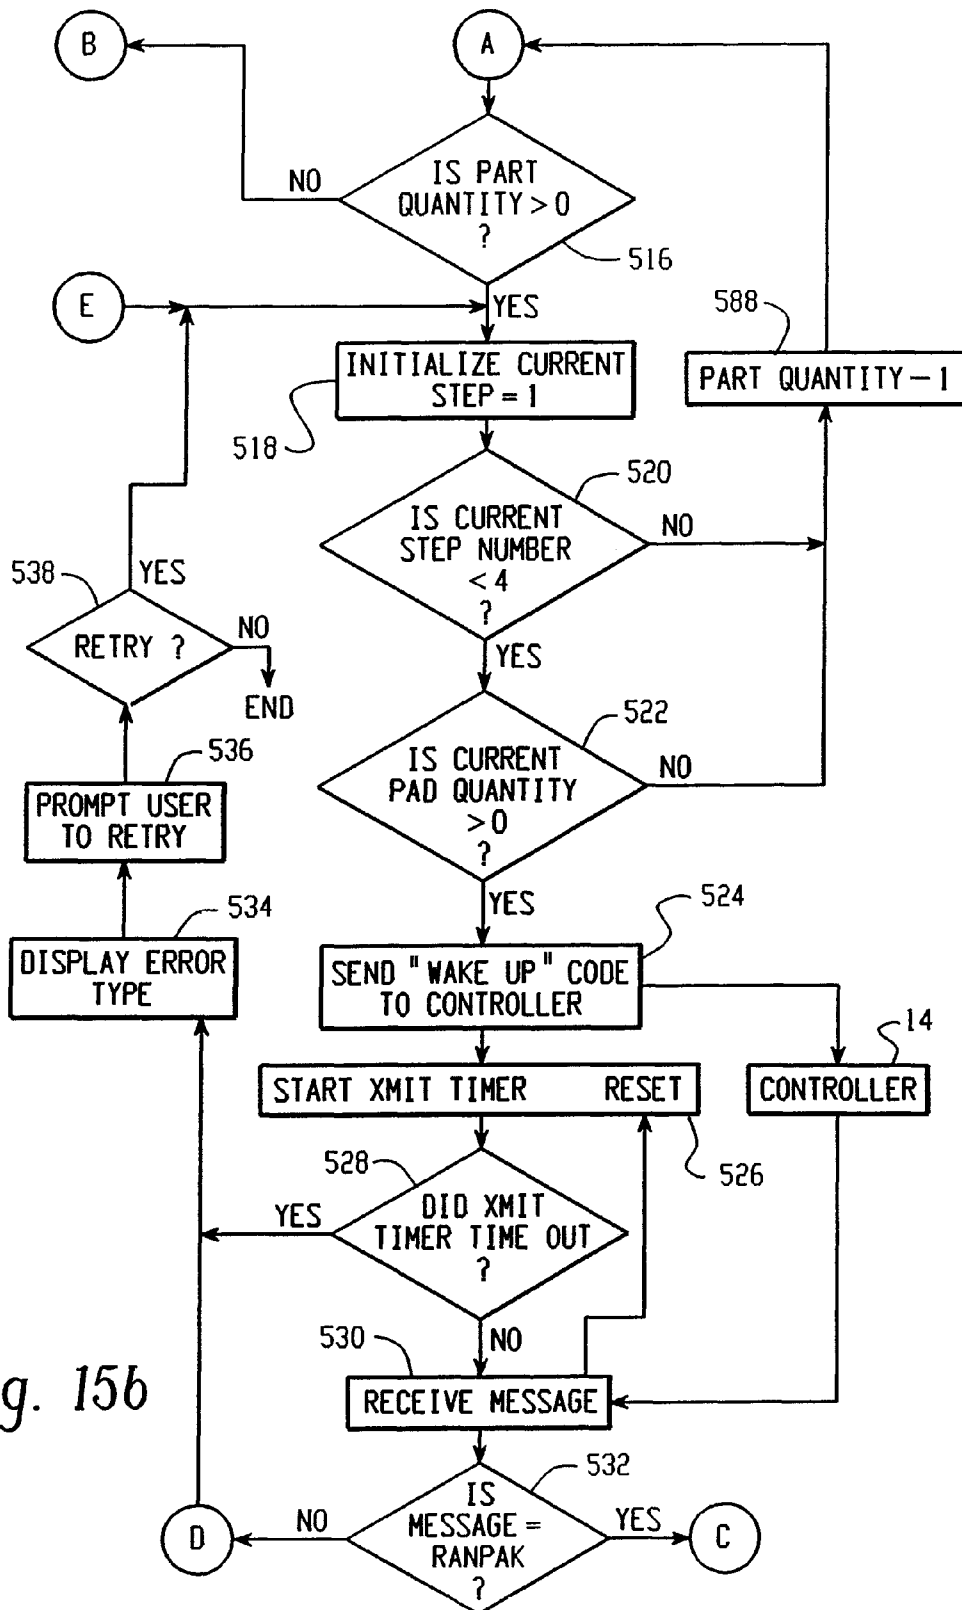 B
A
NO
IS PART
QUANTITY > 0
?
516
E
YES
588
INITIALIZE CURRENT
STEP = 1
PART QUANTITY – 1
518
520
IS CURRENT
STEP NUMBER
< 4
?
NO
538
YES
RETRY ?
NO
END
YES
522
IS CURRENT
PAD QUANTITY
> 0
?
NO
536
PROMPT USER
TO RETRY
YES
524
534
DISPLAY ERROR
TYPE
SEND "WAKE UP" CODE
TO CONTROLLER
14
START XMIT TIMER RESET
CONTROLLER
526
528
YES
DID XMIT
TIMER TIME OUT
?
NO
530
g. 15b
RECEIVE MESSAGE
532
D
NO
IS
MESSAGE =
RANPAK
?
YES
C